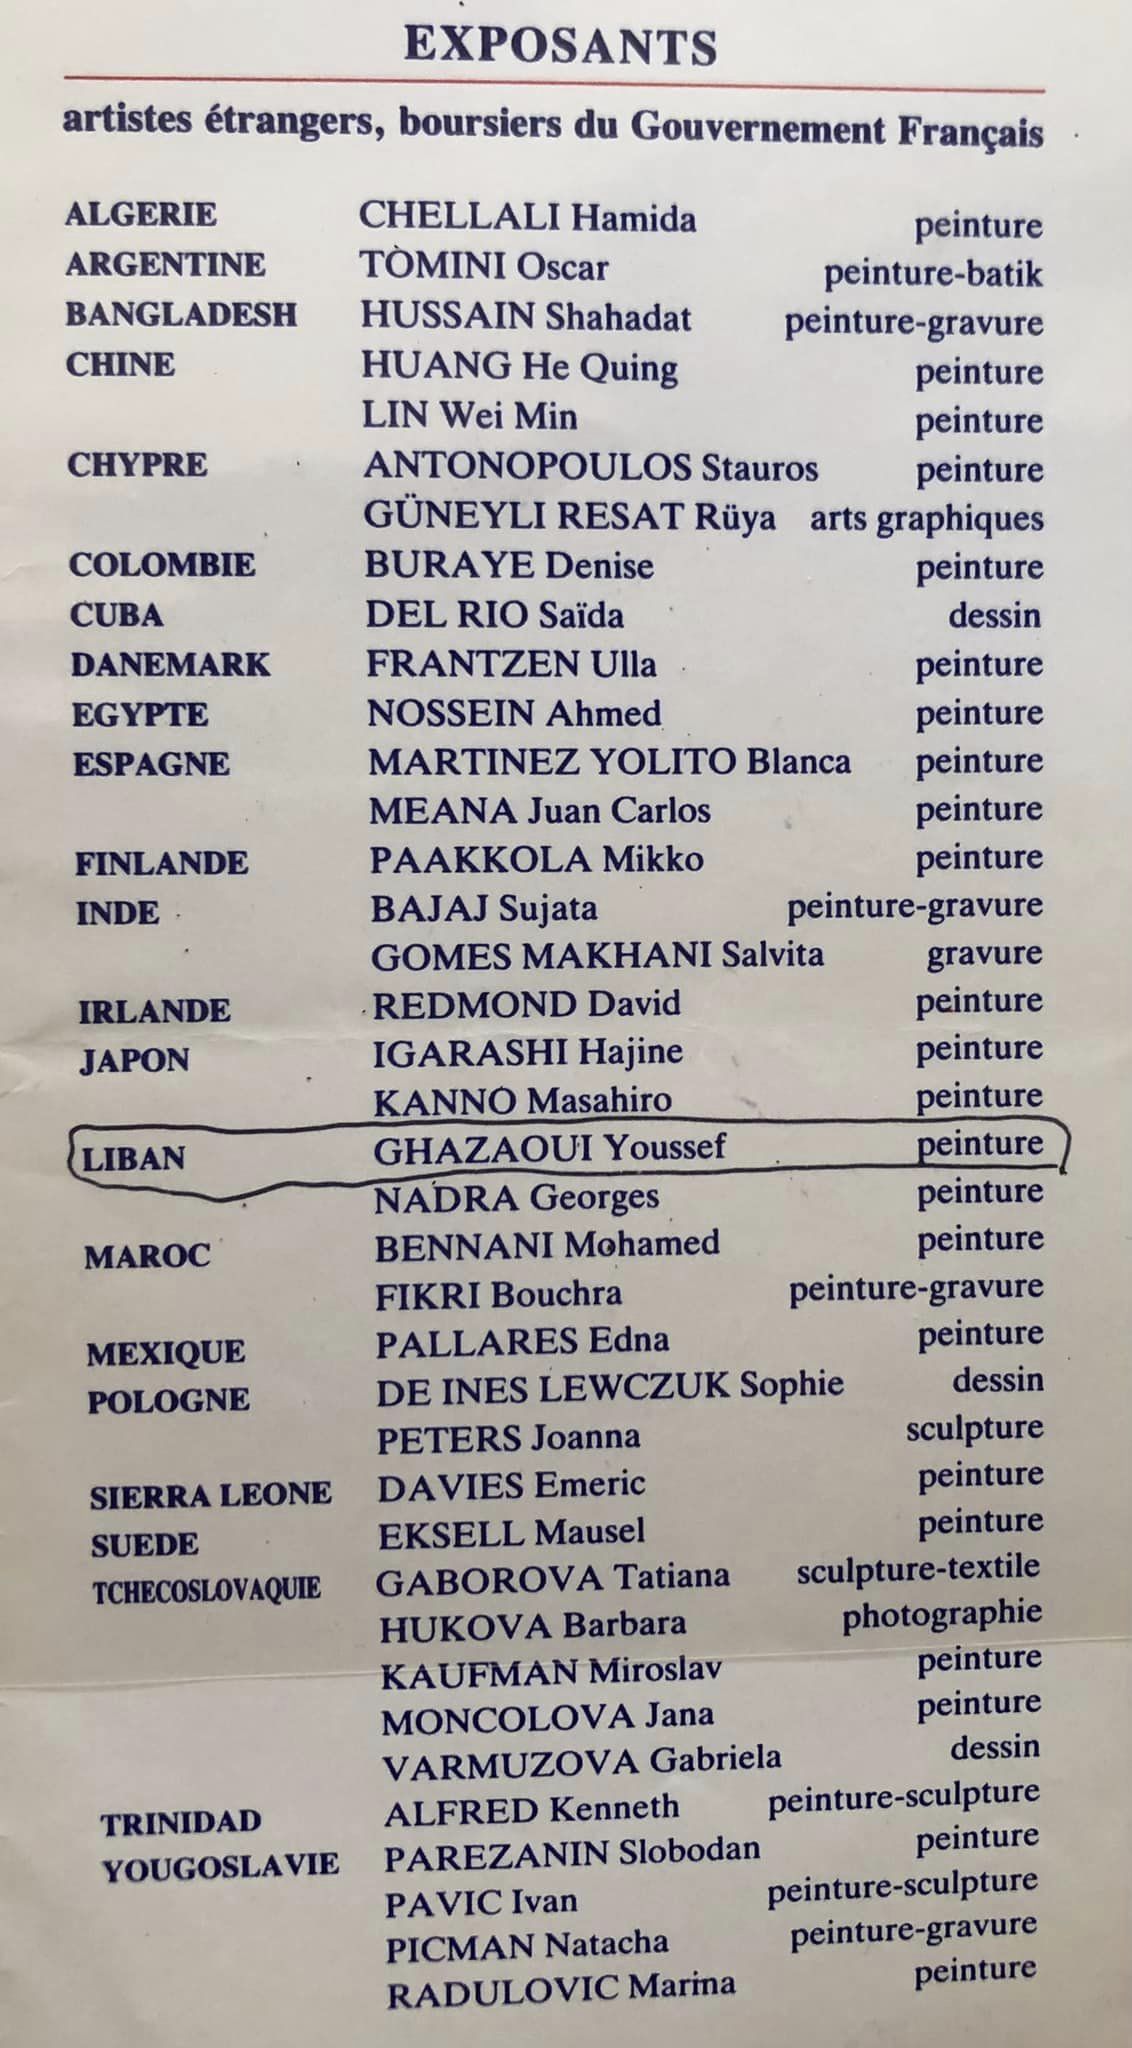 EXPOSANTS
artistes étrangers, boursiers du Gouvernement Français
ALGERIE CHELLALI Hamida peinture
ARGENTINE TÒMINI Oscar peinture-batik
BANGLADESH HUSSAIN Shahadat peinture-gravure
CHINE HUANG He Quing peinture
LIN Wei Min peinture
CHYPRE ANTONOPOULOS Stauros peinture
GÜNEYLI RESAT Rüya arts graphiques
COLOMBIE BURAYE Denise peinture
CUBA DEL RIO Saïda dessin
DANEMARK FRANTZEN Ulla peinture
EGYPTE NOSSEIN Ahmed peinture
ESPAGNE MARTINEZ YOLITO Blanca peinture
MEANA Juan Carlos peinture
FINLANDE PAAKKOLA Mikko peinture
INDE BAJAJ Sujata peinture-gravure
GOMES MAKHANI Salvita gravure
IRLANDE REDMOND David peinture
JAPON IGARASHI Hajine peinture
KANNO Masahiro peinture
LIBAN GHAZAOUI Youssef peinture
NADRA Georges peinture
MAROC BENNANI Mohamed peinture
FIKRI Bouchra peinture-gravure
MEXIQUE PALLARES Edna peinture
POLOGNE DE INES LEWCZUK Sophie dessin
PETERS Joanna sculpture
SIERRA LEONE DAVIES Emeric peinture
SUEDE EKSELL Mausel peinture
TCHECOSLOVAQUIE GABOROVA Tatiana sculpture-textile
HUKOVA Barbara photographie
KAUFMAN Miroslav peinture
MONCOLOVA Jana peinture
VARMUZOVA Gabriela dessin
TRINIDAD ALFRED Kenneth peinture-sculpture
YOUGOSLAVIE PAREZANIN Slobodan peinture
PAVIC Ivan peinture-sculpture
PICMAN Natacha peinture-gravure
RADULOVIC Marina peinture